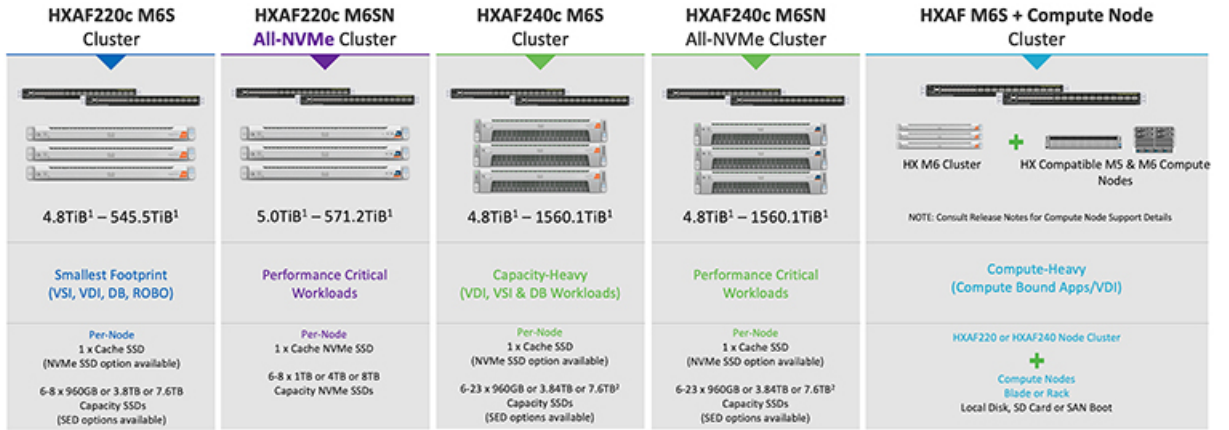 HXAF220c M6S
Cluster
4.8TiB¹ – 545.5TiB¹
Smallest Footprint
(VSI, VDI, DB, ROBO)
Per-Node
1 x Cache SSD
(NVMe SSD option available)
6-8 x 960GB or 3.8TB or 7.6TB
Capacity SSDs
(SED options available)
HXAF220c M6SN
All-NVMe Cluster
5.0TiB¹ – 571.2TiB¹
Performance Critical
Workloads
Per-Node
1 x Cache NVMe SSD
6-8 x 1TB or 4TB or 8TB
Capacity NVMe SSDs
HXAF240c M6S
Cluster
4.8TiB¹ – 1560.1TiB¹
Capacity-Heavy
(VDI, VSI & DB Workloads)
Per-Node
1 x Cache SSD
(NVMe SSD option available)
6-23 x 960GB or 3.84TB or 7.6TB²
Capacity SSDs
(SED options available)
HXAF240c M6SN
All-NVMe Cluster
4.8TiB¹ – 1560.1TiB¹
Performance Critical
Workloads
Per-Node
1 x Cache SSD
(NVMe SSD option available)
6-23 x 960GB or 3.84TB or 7.6TB²
Capacity SSDs
(SED options available)
HXAF M6S + Compute Node
Cluster
HX M6 Cluster
HX Compatible M5 & M6 Compute
Nodes
NOTE: Consult Release Notes for Compute Node Support Details
Compute-Heavy
(Compute Bound Apps/VDI)
HXAF220 or HXAF240 Node Cluster
Compute Nodes
Blade or Rack
Local Disk, SD Card or SAN Boot